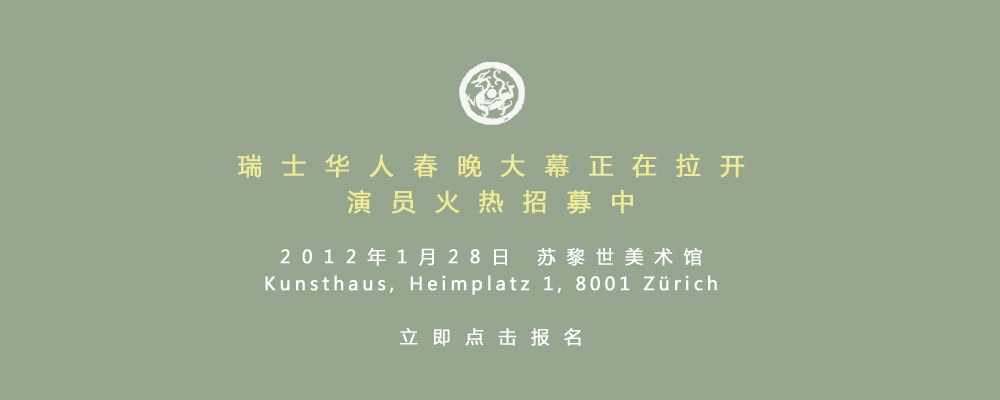 瑞士华人春晚大幕正在拉开
演员火热招募中
2012年1月28日 苏黎世美术馆
Kunsthaus, Heimplatz 1, 8001 Zürich
立即点击报名